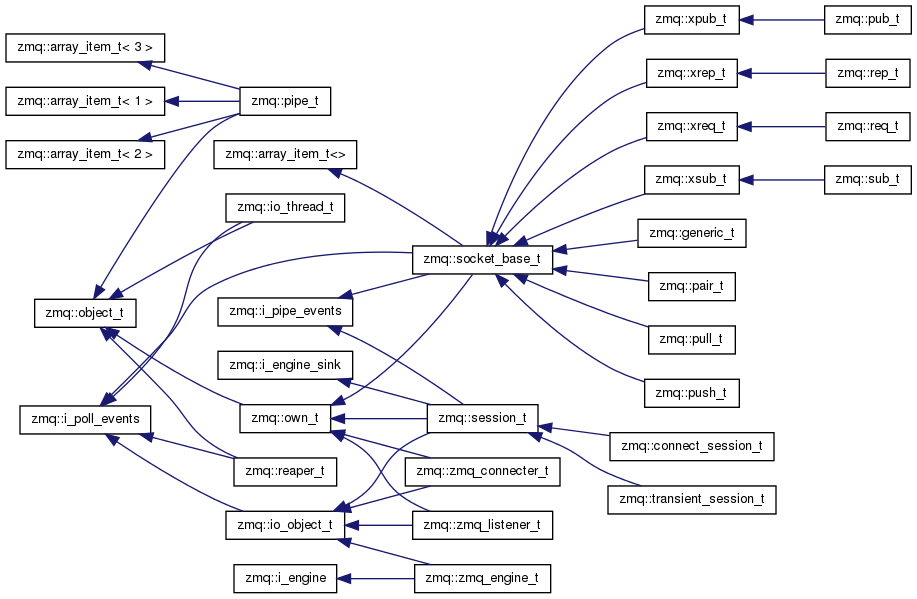 zmq::array_item_t< 3 >
zmq::array_item_t< 1 >
zmq::array_item_t< 2 >
zmq::object_t
zmq::i_poll_events
zmq::pipe_t
zmq::array_item_t<>
zmq::io_thread_t
zmq::i_pipe_events
zmq::i_engine_sink
zmq::own_t
zmq::reaper_t
zmq::io_object_t
zmq::i_engine
zmq::socket_base_t
zmq::session_t
zmq::zmq_connecter_t
zmq::zmq_listener_t
zmq::zmq_engine_t
zmq::xpub_t
zmq::xrep_t
zmq::xreq_t
zmq::xsub_t
zmq::generic_t
zmq::pair_t
zmq::pull_t
zmq::push_t
zmq::connect_session_t
zmq::transient_session_t
zmq::pub_t
zmq::rep_t
zmq::req_t
zmq::sub_t